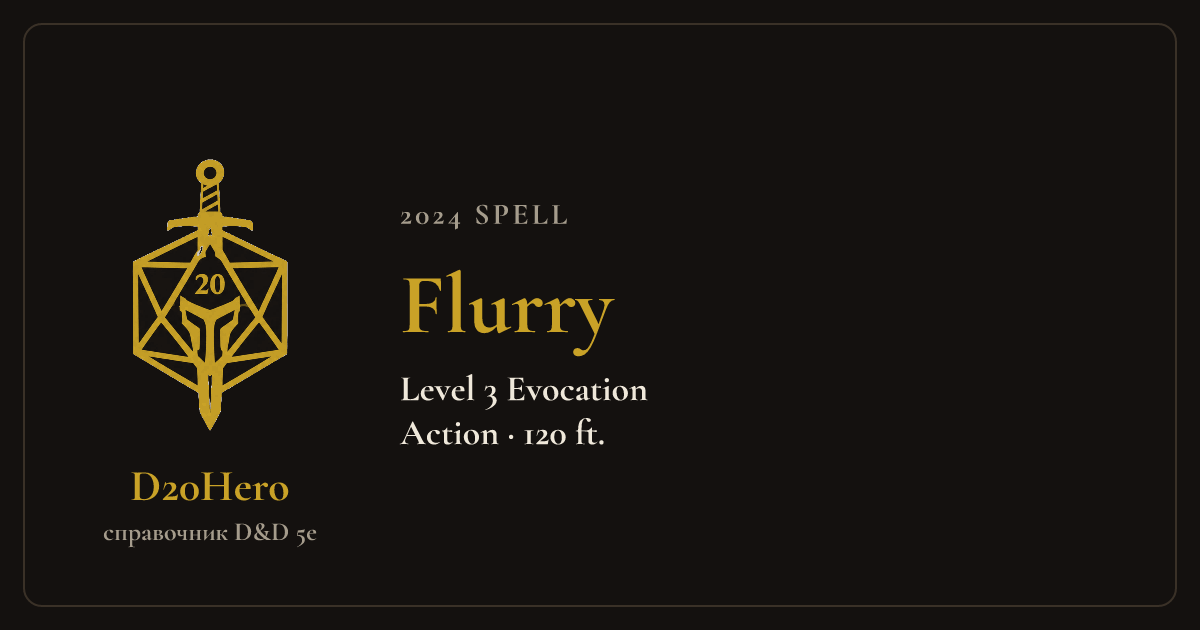 20
D20Hero
справочник D&D 5e
2024 SPELL
Flurry
Level 3 Evocation
Action · 120 ft.